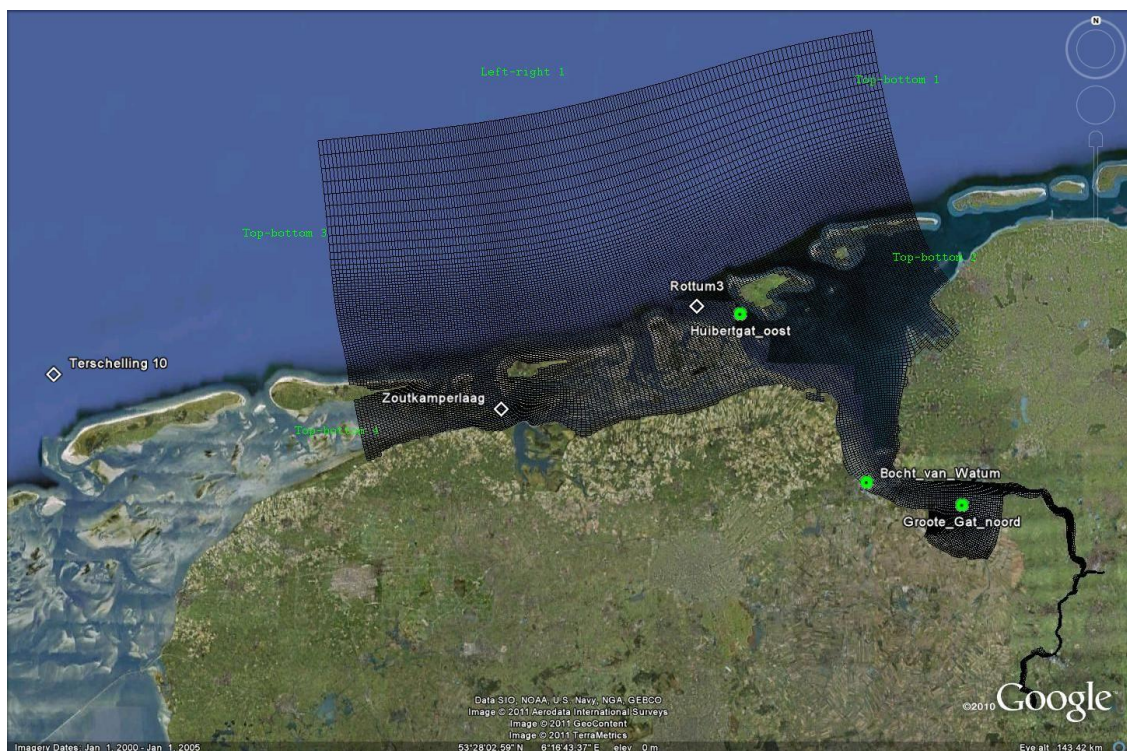 N
Left-right 1
Top-bottom 1
Top-bottom 3
Top-bottom
Rottum3
Huibertgat_oost
Terschelling 10
Zoutkamperlaag
Top-bottom 4
Bocht_van_Watum
Groote_Gat_noord
Data SIO, NOAA, U.S. Navy, NGA, GEBCO
Image © 2011 Aerodata International Surveys
Image © 2011 GeoContent
Image © 2011 TerraMetrics
©2010 Google
Imagery Dates: Jan 1, 2000 - Jan 1, 2005
53°28'02.59" N 6°16'43.37" E elev 0 m
Eye alt 143.42 km